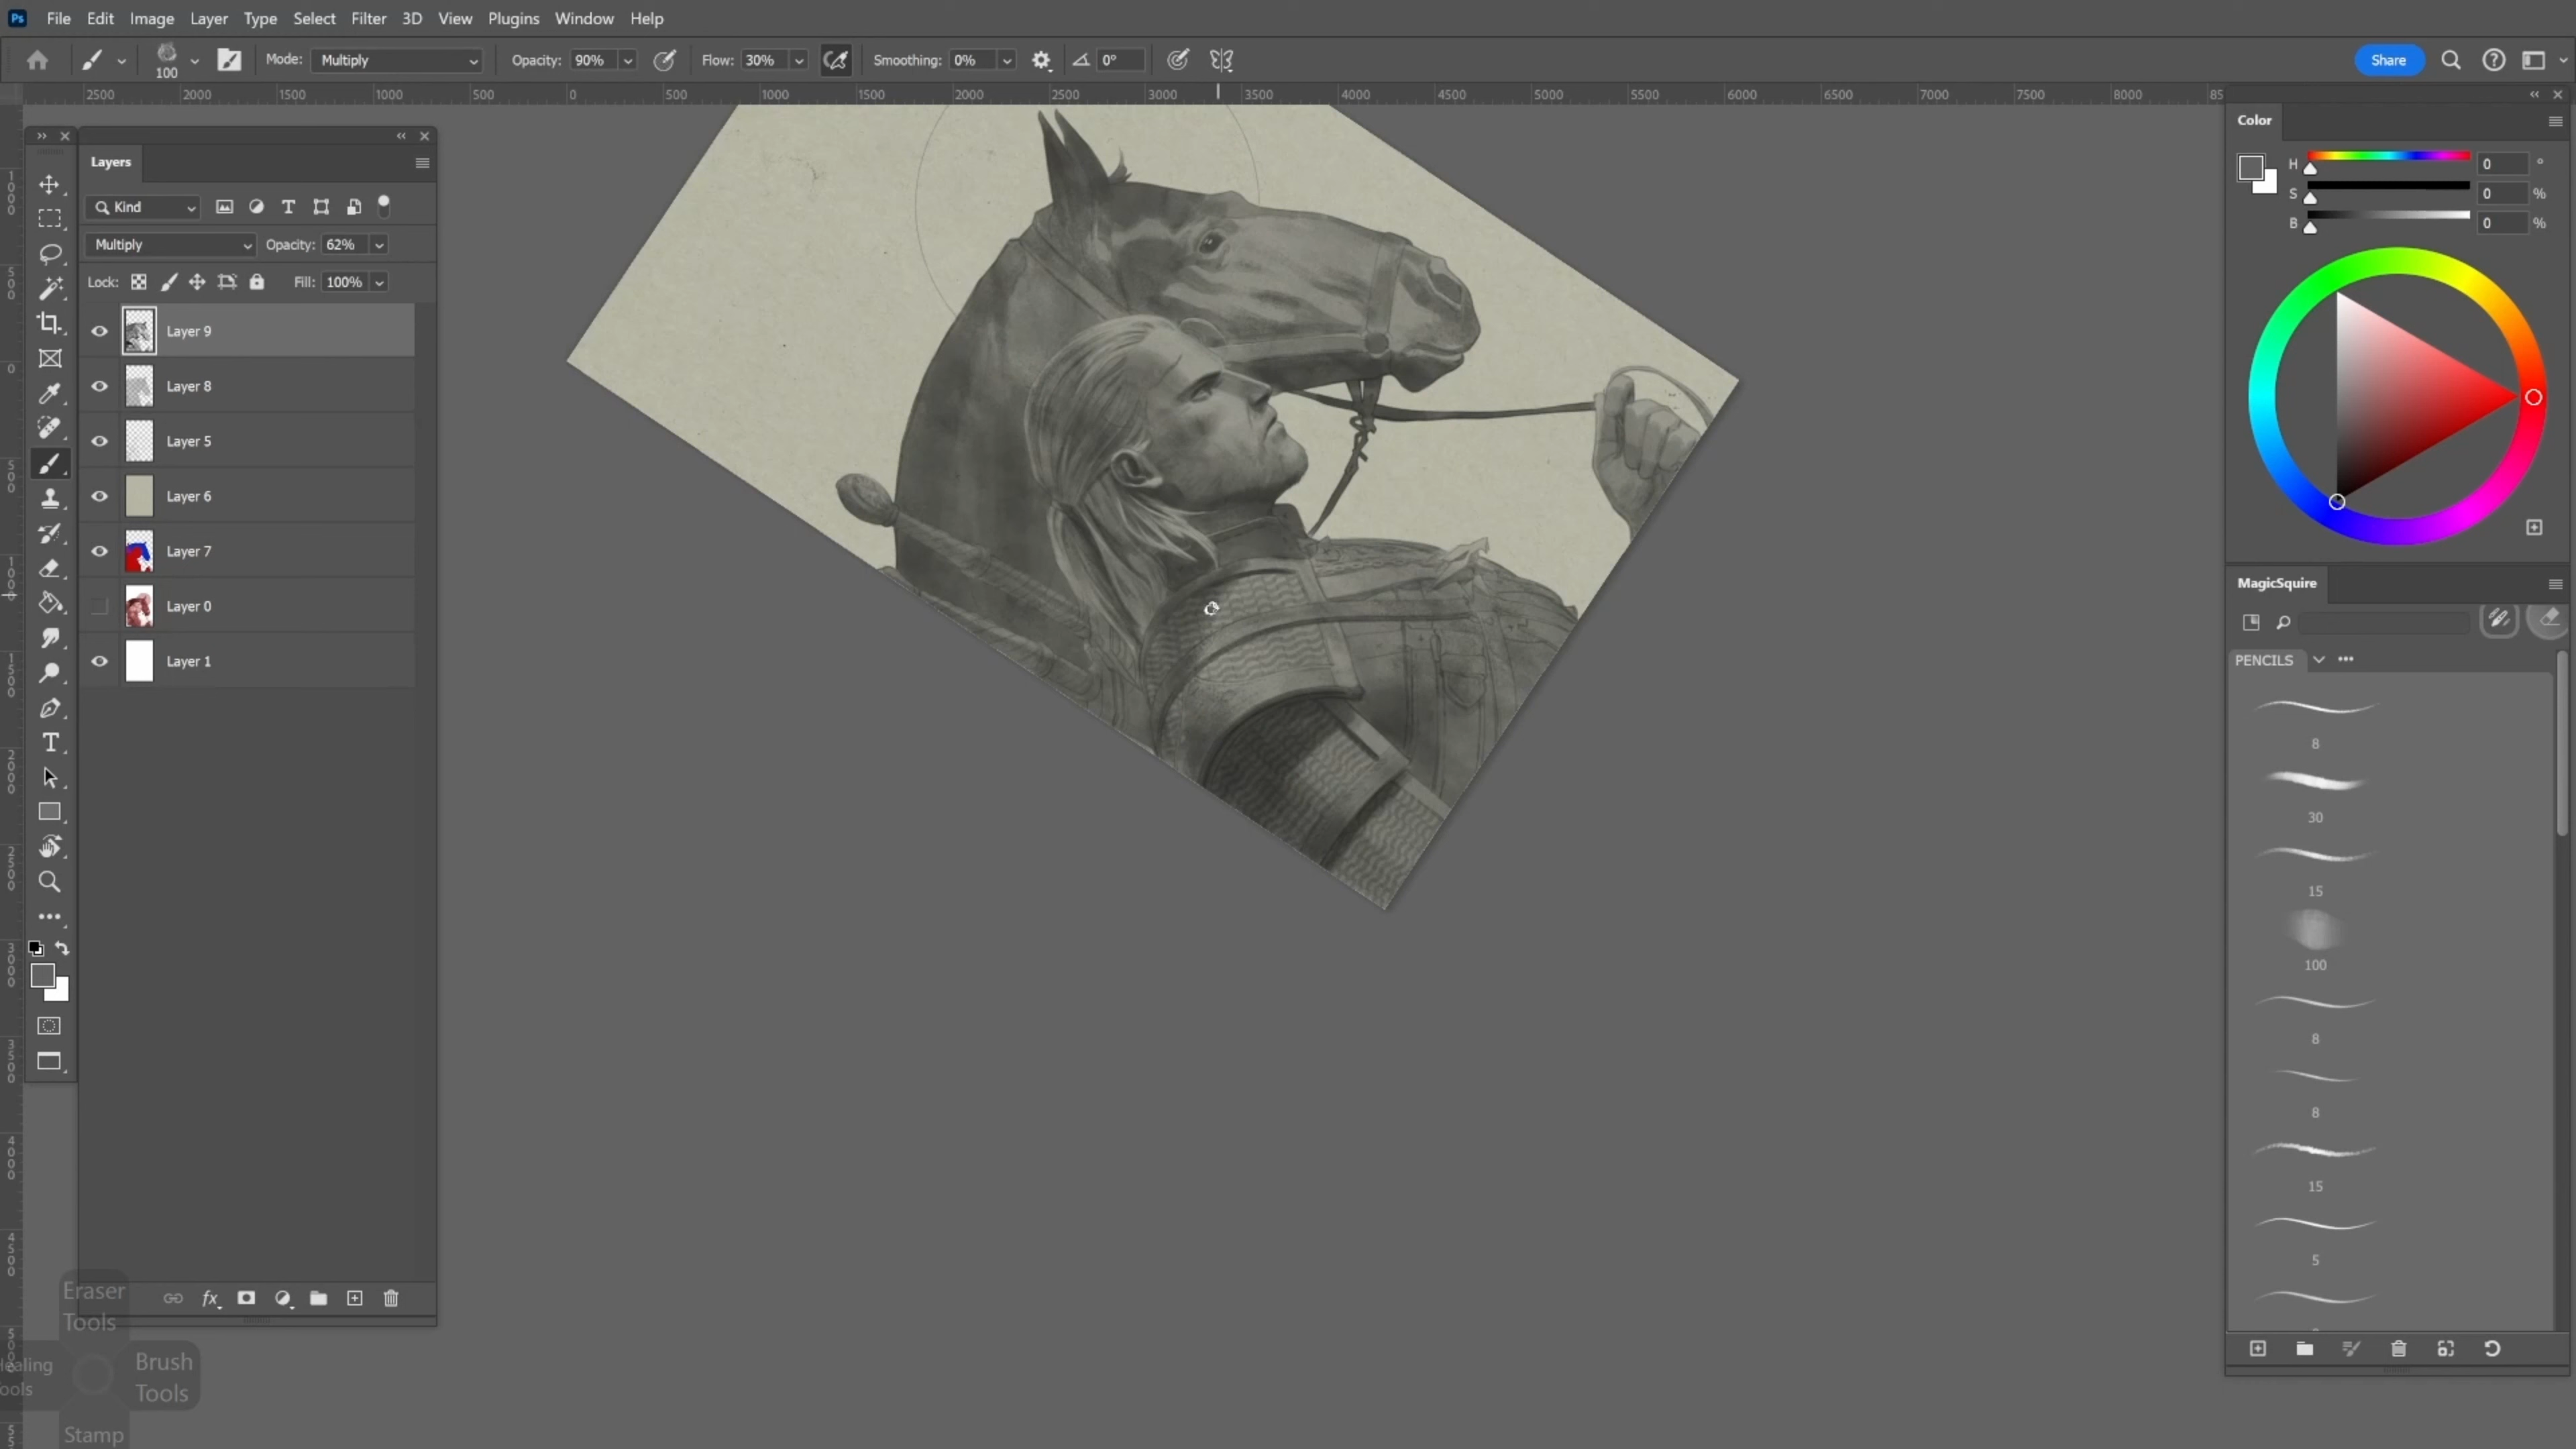 Ps File Edit Image Layer Type Select Filter 3D View Plugins Window Help
100 Mode: Multiply Opacity: 90% Flow: 30% Smoothing: 0% 0° Share
2500 2000 1500 1000 500 0 500 1000 1500 2000 2500 3000 3500 4000 4500 5000 5500 6000 6500 7000 7500 8000 85
Layers
Kind
Multiply Opacity: 62%
Lock: Fill: 100%
Layer 9
Layer 8
Layer 5
Layer 6
Layer 7
Layer 0
Layer 1
Eraser
Tools
Healing
Tools
Brush
Tools
Stamp
Color
H 0 °
S 0 %
B 0 %
MagicSquire
PENCILS
8
30
15
100
8
8
15
5